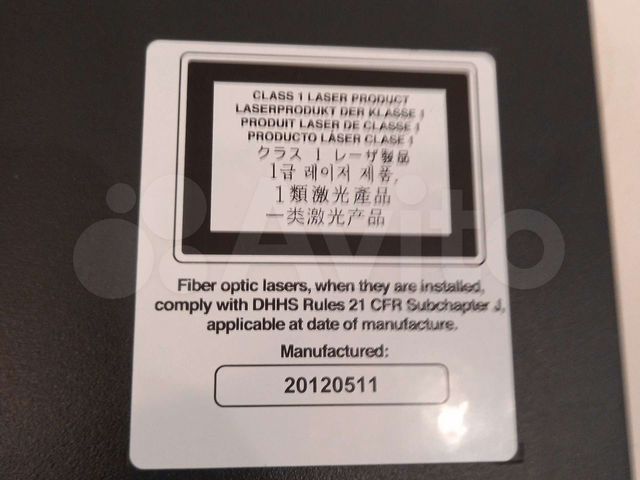 CLASS 1 LASER PRODUCT
LASERPRODUKT DER KLASSE 1
PRODUIT LASER DE CLASSE 1
PRODUCTO LÁSER CLASE 1
クラス 1 レーザ製品
1급 레이저 제품,
1類激光產品
一类激光产品
Avito
Fiber optic lasers, when they are installed,
comply with DHHS Rules 21 CFR Subchapter J,
applicable at date of manufacture.
Manufactured:
20120511